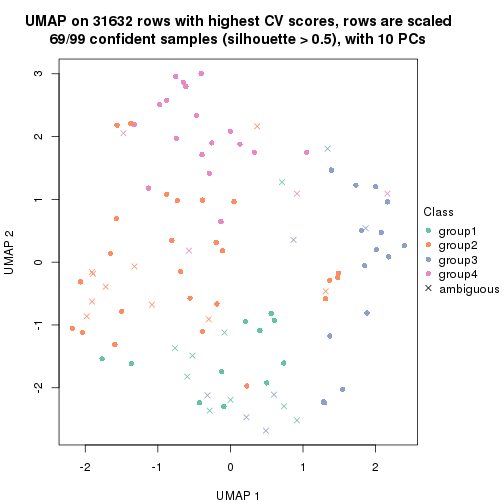 UMAP on 31632 rows with highest CV scores, rows are scaled
69/99 confident samples (silhouette > 0.5), with 10 PCs
3
2
1
0
-1
-2
UMAP 2
-2
-1
0
1
2
UMAP 1
Class
group1
group2
group3
group4
ambiguous